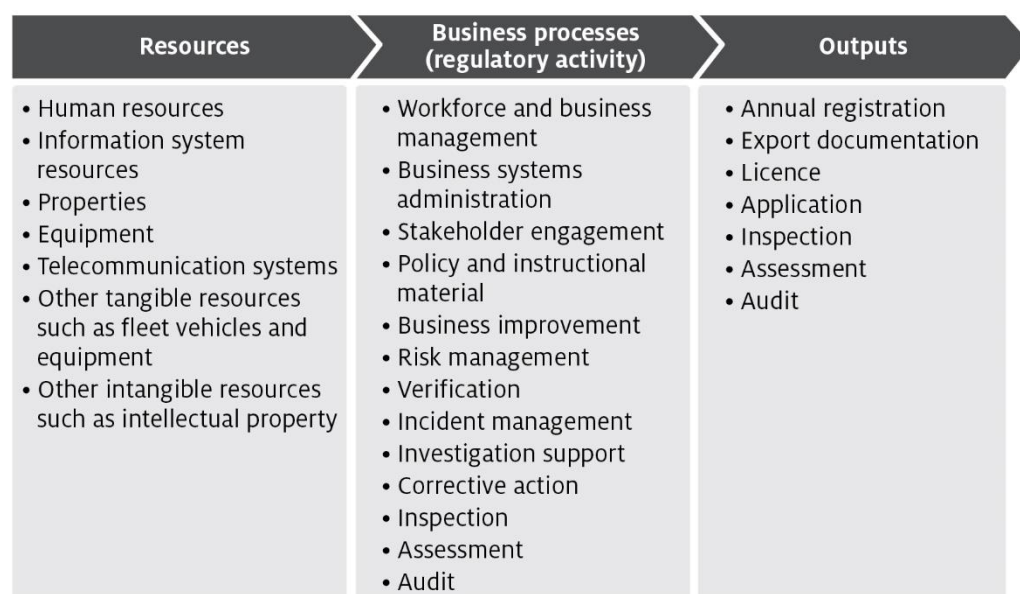 Resources
• Human resources
• Information system
resources
• Properties
• Equipment
• Telecommunication systems
• Other tangible resources
such as fleet vehicles and
equipment
• Other intangible resources
such as intellectual property
Business processes
(regulatory activity)
• Workforce and business
management
• Business systems
administration
• Stakeholder engagement
• Policy and instructional
material
• Business improvement
• Risk management
• Verification
• Incident management
• Investigation support
• Corrective action
• Inspection
• Assessment
• Audit
Outputs
• Annual registration
• Export documentation
• Licence
• Application
• Inspection
• Assessment
• Audit